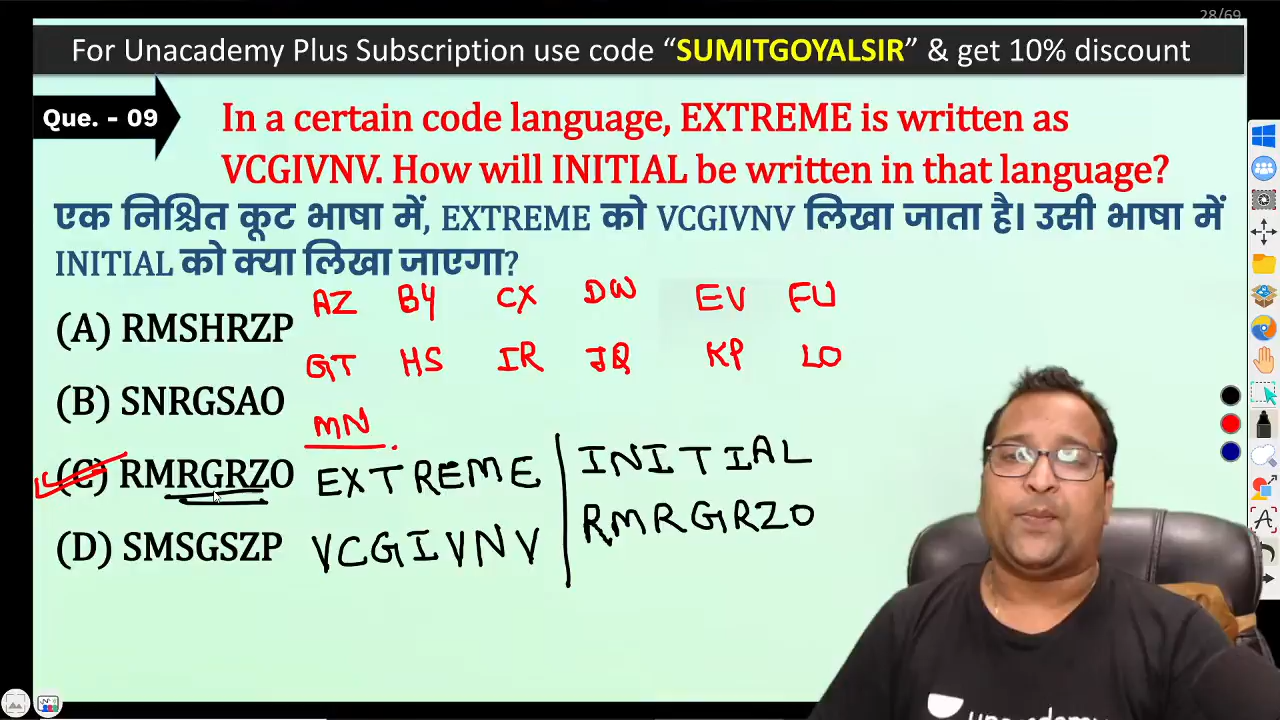 28/69
For Unacademy Plus Subscription use code “SUMITGOYALSIR” & get 10% discount
Que. - 09
In a certain code language, EXTREME is written as
VCGIVNV. How will INITIAL be written in that language?
एक निश्चित कूट भाषा में, EXTREME को VCGIVNV लिखा जाता है। उसी भाषा में
INITIAL को क्या लिखा जाएगा?
AZ BY CX DW EV FU
(A) RMSHRZP
GT HS IR JQ KP LO
(B) SNRGSAO
MN
(C) RMRGRZO
EXTREME INITIAL
VCGIVNV RMRGRZO
(D) SMSGSZP